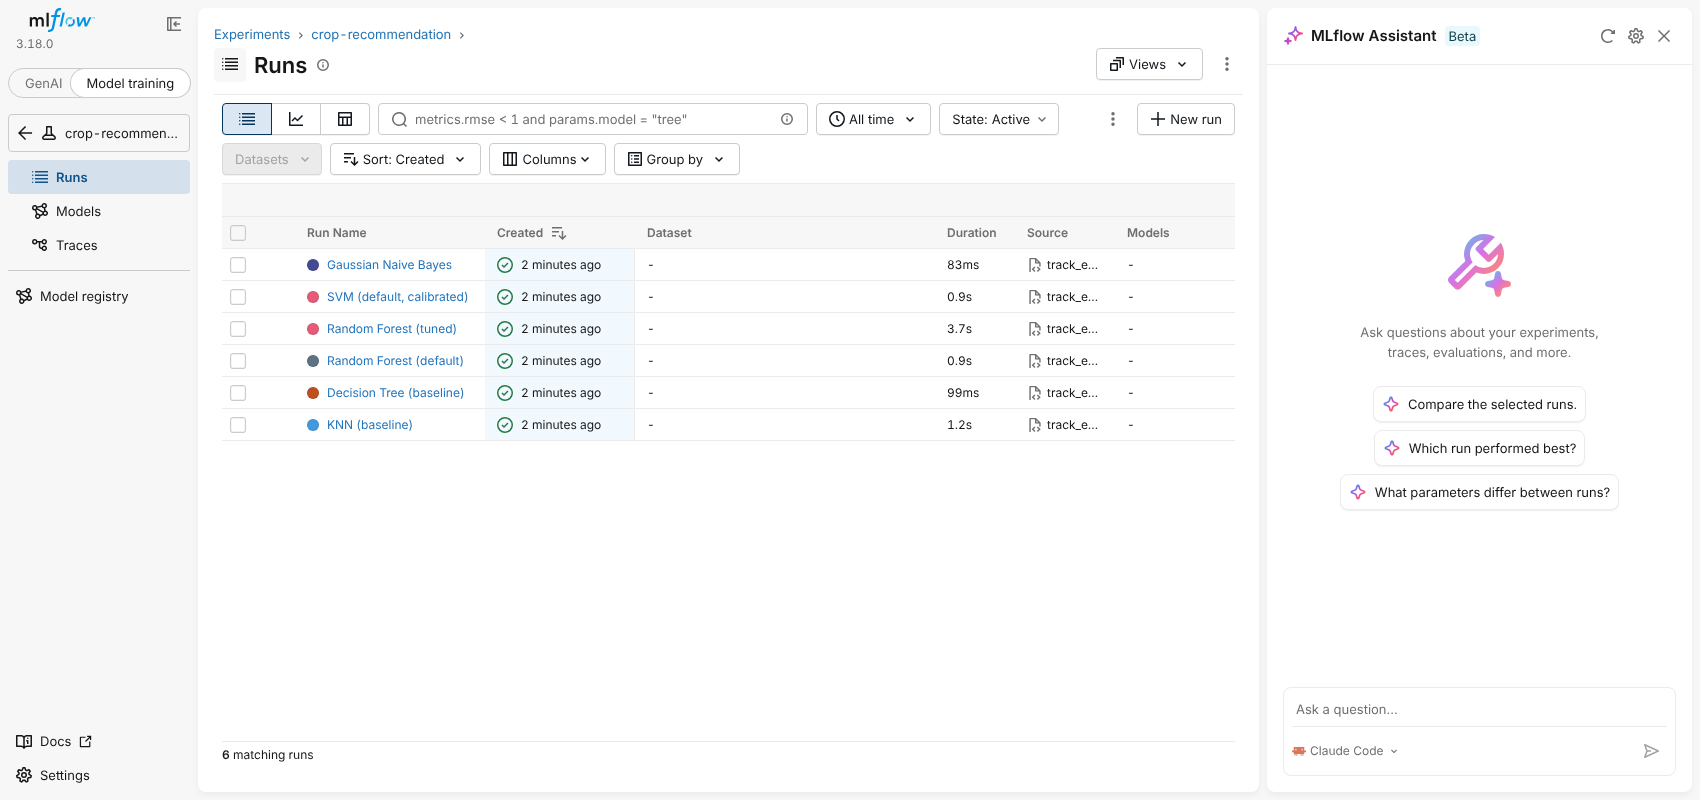 mlflow
3.18.0
GenAI
Model training
crop-recommen...
Runs
Models
Traces
Model registry
Docs
Settings
Experiments > crop-recommendation >
Runs
Views
metrics.rmse < 1 and params.model = "tree"
All time
State: Active
New run
Datasets
Sort: Created
Columns
Group by
Run Name Created Dataset Duration Source Models
Gaussian Naive Bayes 2 minutes ago - 83ms track_e... -
SVM (default, calibrated) 2 minutes ago - 0.9s track_e... -
Random Forest (tuned) 2 minutes ago - 3.7s track_e... -
Random Forest (default) 2 minutes ago - 0.9s track_e... -
Decision Tree (baseline) 2 minutes ago - 99ms track_e... -
KNN (baseline) 2 minutes ago - 1.2s track_e... -
6 matching runs
MLflow Assistant Beta
Ask questions about your experiments,
traces, evaluations, and more.
Compare the selected runs.
Which run performed best?
What parameters differ between runs?
Ask a question...
Claude Code